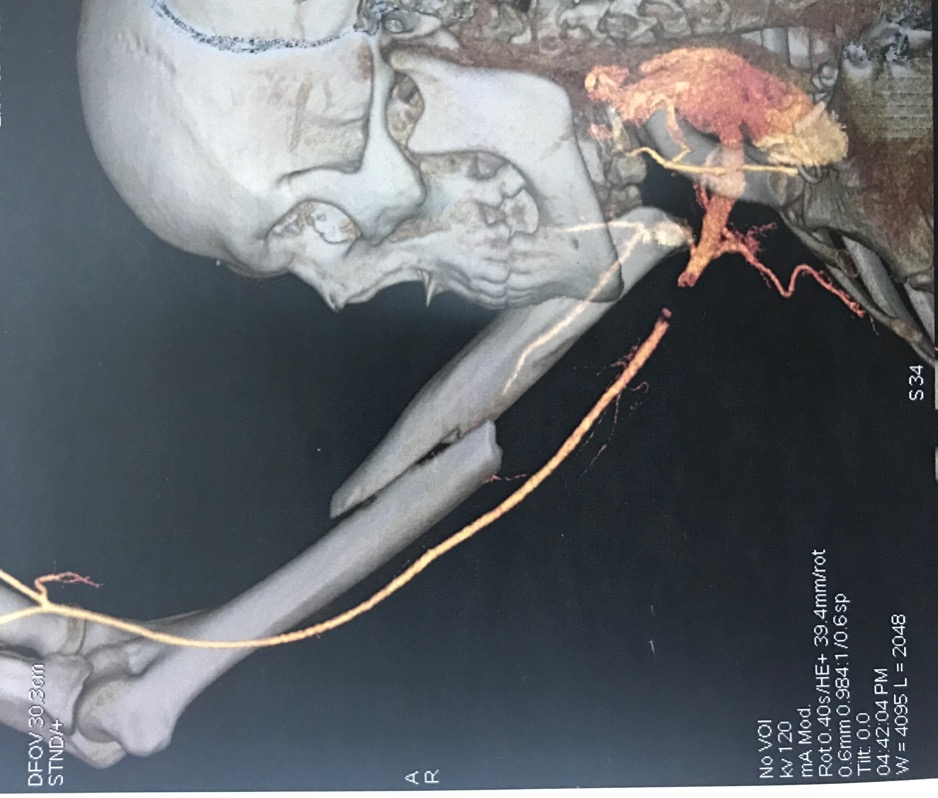 DFOV 30.3cm
STND/+
A
R
S 34
No VOI
kV 120
mA Mod.
Rot 0.40s/HE+ 39.4mm/rot
0.6mm 0.984:1/0.6sp
Tilt: 0.0
04:42:04 PM
W = 4095 L = 2048